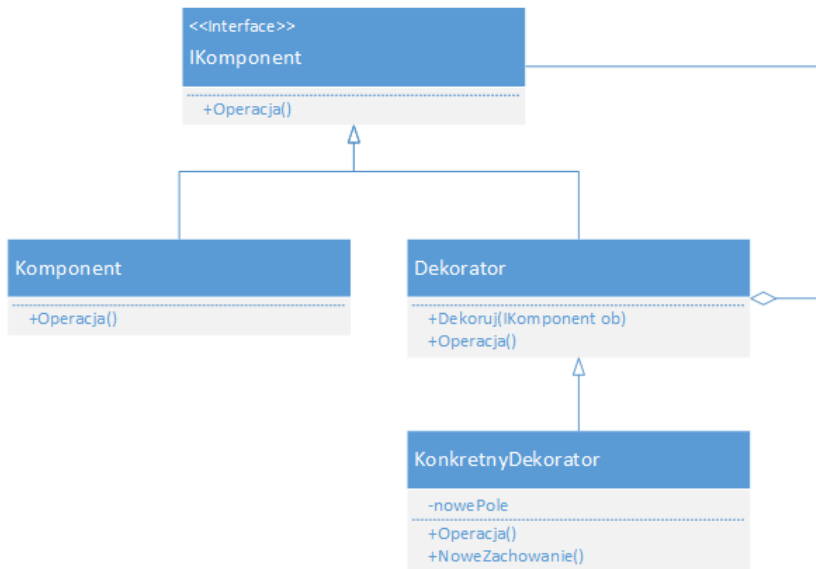 <<Interface>>
IKomponent
+Operacja()
Komponent
+Operacja()
Dekorator
+Dekoruj(IKomponent ob)
+Operacja()
KonkretnyDekorator
-nowePole
+Operacja()
+NoweZachowanie()